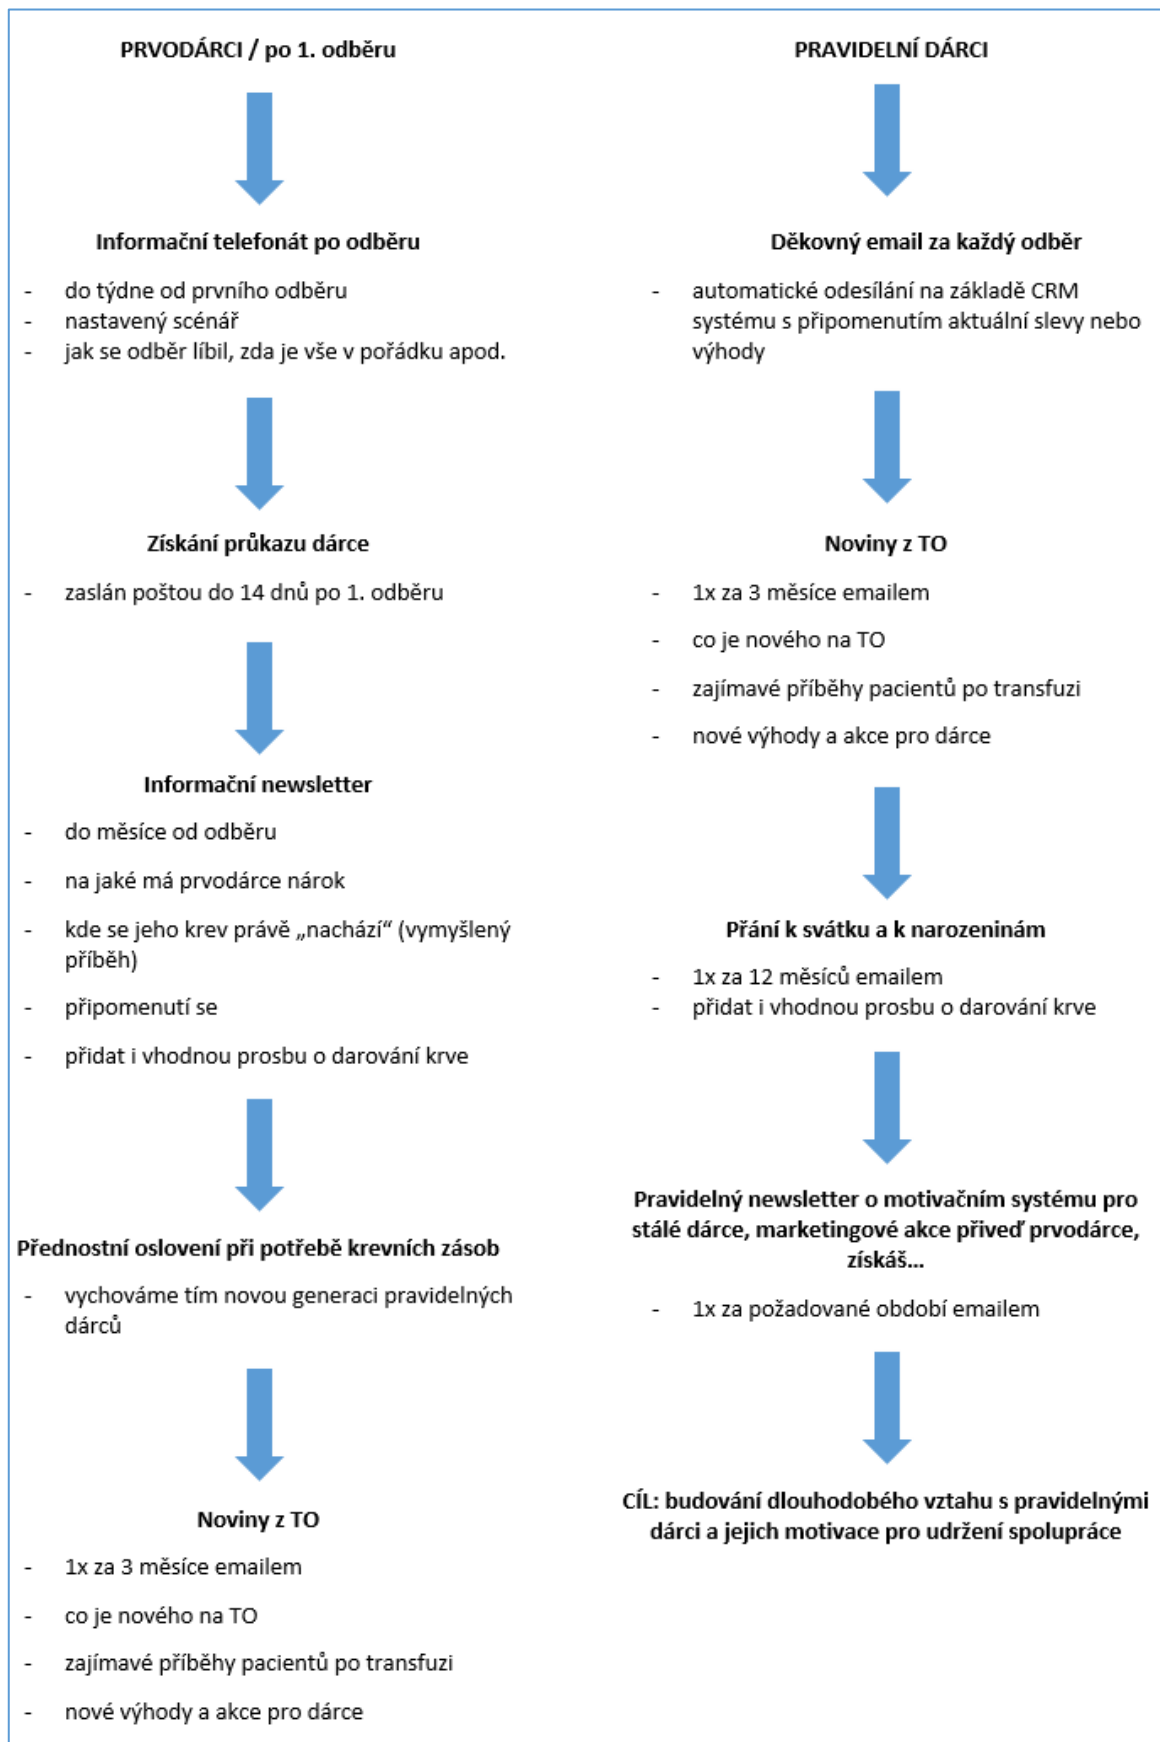 PRVODÁRCI / po 1. odběru
Informační telefonát po odběru
- do týdne od prvního odběru
- nastavený scénář
- jak se odběr líbil, zda je vše v pořádku apod.
Získání průkazu dárce
- zaslán poštou do 14 dnů po 1. odběru
Informační newsletter
- do měsíce od odběru
- na jaké má prvodárce nárok
- kde se jeho krev právě „nachází“ (vymyšlený
příběh)
- připomenutí se
- přidat i vhodnou prosbu o darování krve
Přednostní oslovení při potřebě krevních zásob
- vychováme tím novou generaci pravidelných
dárců
Noviny z TO
- 1x za 3 měsíce emailem
- co je nového na TO
- zajímavé příběhy pacientů po transfuzi
- nové výhody a akce pro dárce
PRAVIDELNÍ DÁRCI
Děkovný email za každý odběr
- automatické odesílání na základě CRM
systému s připomenutím aktuální slevy nebo
výhody
Noviny z TO
- 1x za 3 měsíce emailem
- co je nového na TO
- zajímavé příběhy pacientů po transfuzi
- nové výhody a akce pro dárce
Přání k svátku a k narozeninám
- 1x za 12 měsíců emailem
- přidat i vhodnou prosbu o darování krve
Pravidelný newsletter o motivačním systému pro
stálé dárce, marketingové akce přiveď prvodárce,
získáš...
- 1x za požadované období emailem
CÍL: budování dlouhodobého vztahu s pravidelnými
dárci a jejich motivace pro udržení spolupráce